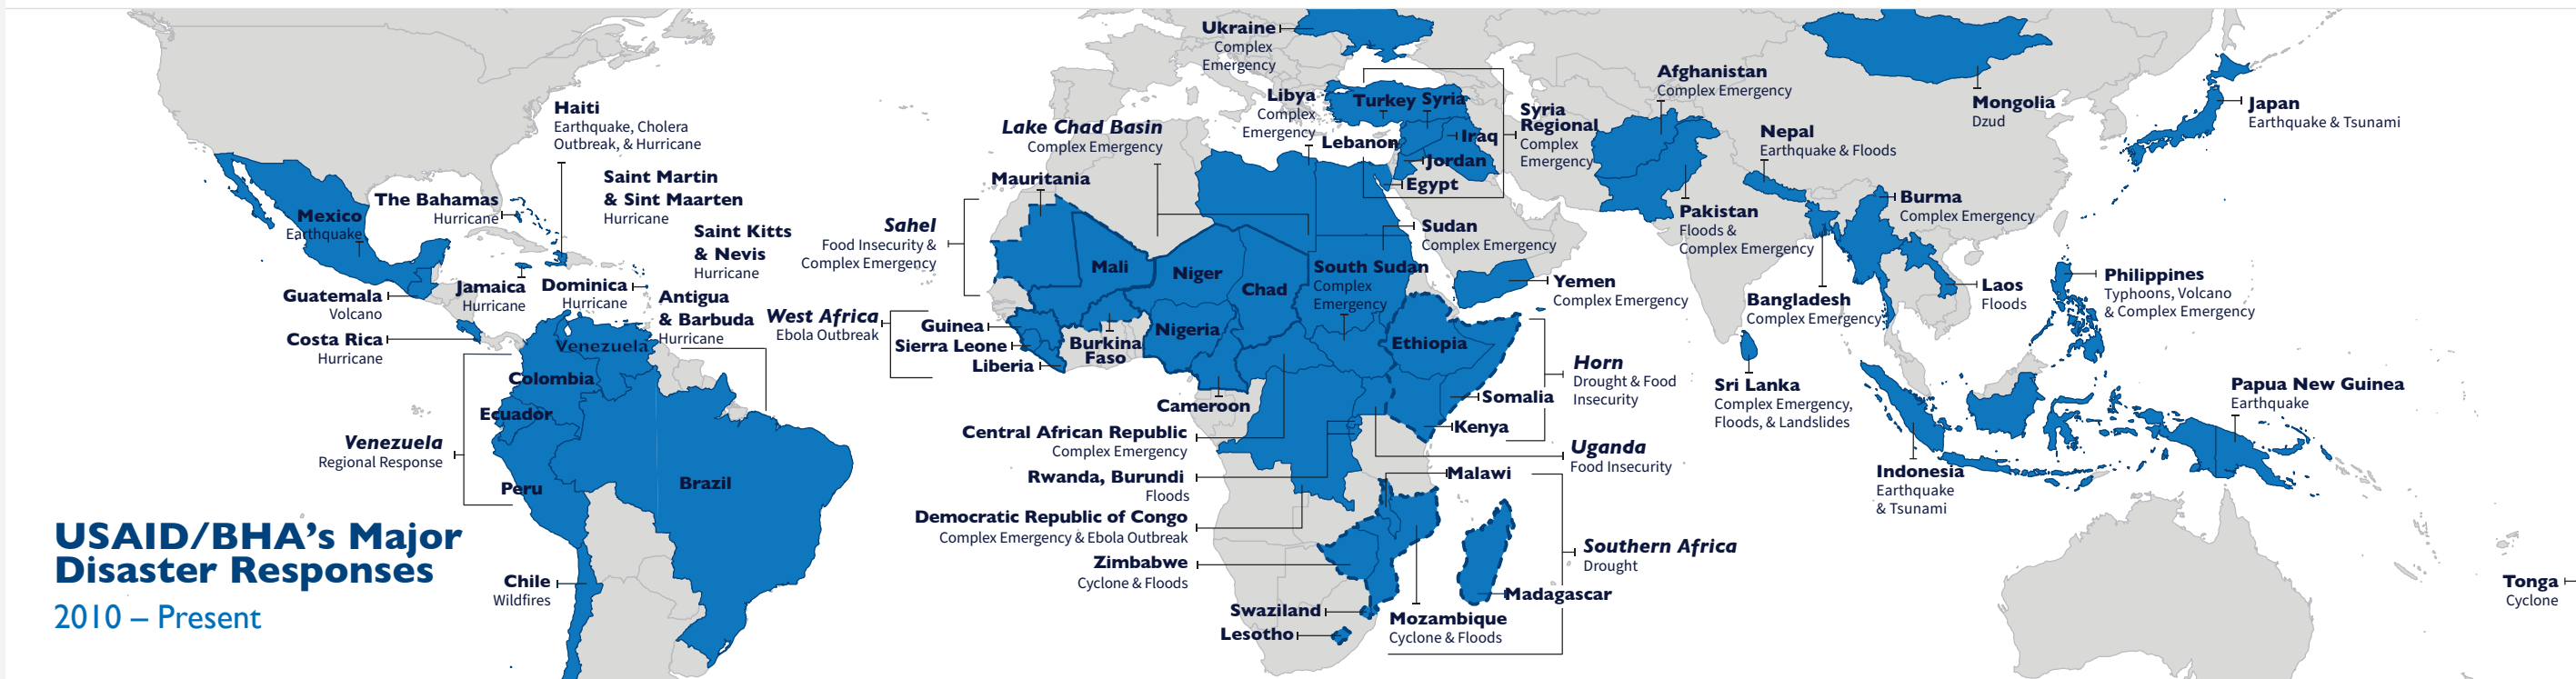 USAID/BHA's Major
Disaster Responses
2010 – Present
Mexico
Earthquake
Guatemala
Volcano
Costa Rica
Hurricane
The Bahamas
Hurricane
Jamaica
Hurricane
Haiti
Earthquake, Cholera
Outbreak, & Hurricane
Saint Martin
& Sint Maarten
Hurricane
Saint Kitts
& Nevis
Hurricane
Dominica
Hurricane
Antigua
& Barbuda
Hurricane
Venezuela
Colombia
Ecuador
Venezuela
Regional Response
Peru
Brazil
Chile
Wildfires
Ukraine
Complex
Emergency
Libya
Complex
Emergency
Lake Chad Basin
Complex Emergency
Mauritania
Sahel
Food Insecurity &
Complex Emergency
West Africa
Ebola Outbreak
Guinea
Sierra Leone
Liberia
Mali
Burkina
Faso
Niger
Nigeria
Chad
Cameroon
Central African Republic
Complex Emergency
Rwanda, Burundi
Floods
Democratic Republic of Congo
Complex Emergency & Ebola Outbreak
Zimbabwe
Cyclone & Floods
Swaziland
Lesotho
Turkey
Syria
Lebanon
Iraq
Jordan
Egypt
Syria
Regional
Complex
Emergency
Sudan
Complex Emergency
South Sudan
Complex
Emergency
Ethiopia
Yemen
Complex Emergency
Horn
Drought & Food
Insecurity
Somalia
Kenya
Uganda
Food Insecurity
Malawi
Southern Africa
Drought
Madagascar
Mozambique
Cyclone & Floods
Afghanistan
Complex Emergency
Pakistan
Floods &
Complex Emergency
Nepal
Earthquake & Floods
Mongolia
Dzud
Japan
Earthquake & Tsunami
Burma
Complex Emergency
Bangladesh
Complex Emergency
Laos
Floods
Philippines
Typhoons, Volcano
& Complex Emergency
Sri Lanka
Complex Emergency,
Floods, & Landslides
Indonesia
Earthquake
& Tsunami
Papua New Guinea
Earthquake
Tonga
Cyclone